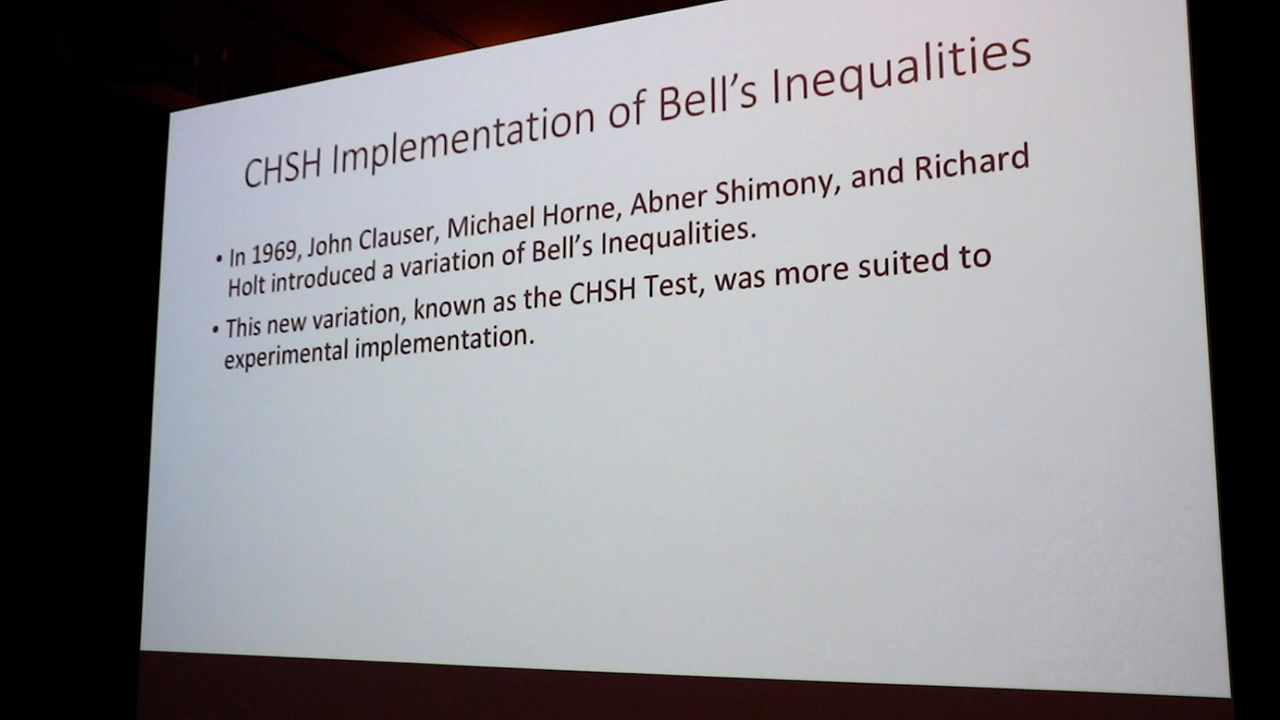 CHSH Implementation of Bell's Inequalities
• In 1969, John Clauser, Michael Horne, Abner Shimony, and Richard
Holt introduced a variation of Bell's Inequalities.
• This new variation, known as the CHSH Test, was more suited to
experimental implementation.